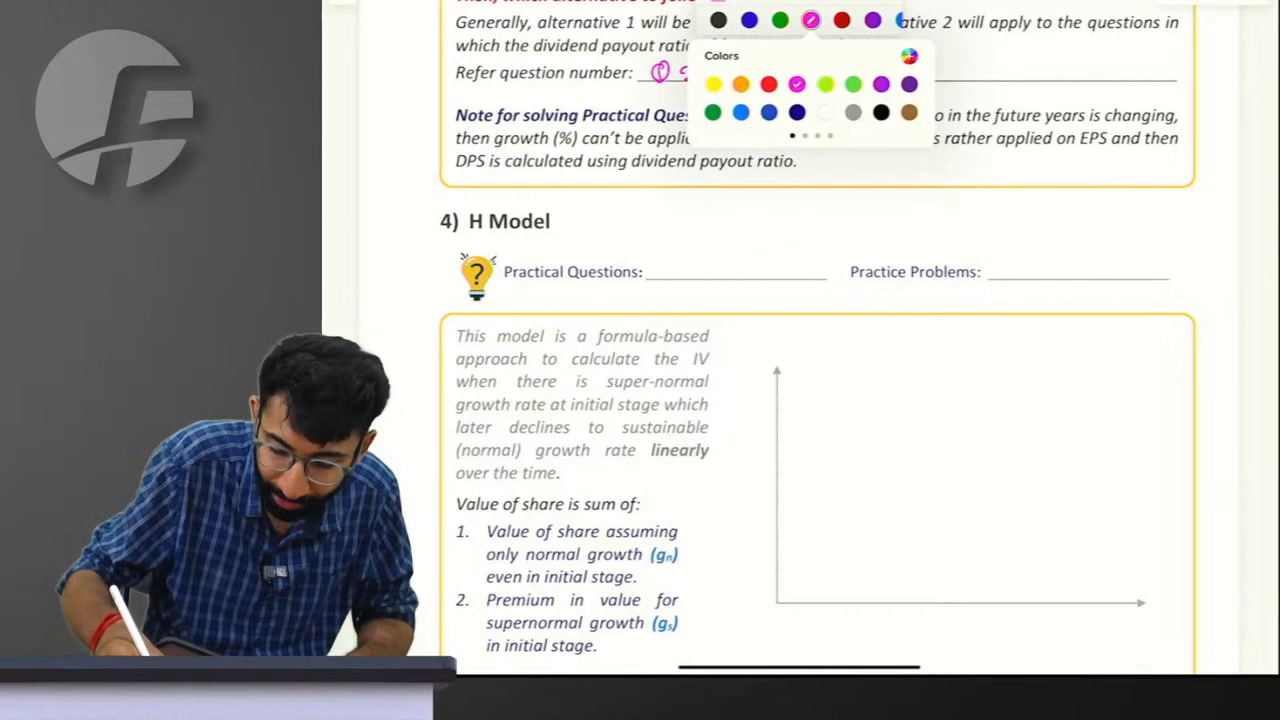 Generally, alternative 1 will be ative 2 will apply to the questions in
which the dividend payout ratio
Refer question number:
Colors
Note for solving Practical Ques o in the future years is changing,
then growth (%) can't be applie s rather applied on EPS and then
DPS is calculated using dividend payout ratio.
4) H Model
Practical Questions: Practice Problems:
This model is a formula-based
approach to calculate the IV
when there is super-normal
growth rate at initial stage which
later declines to sustainable
(normal) growth rate linearly
over the time.
Value of share is sum of:
1. Value of share assuming
only normal growth (gn)
even in initial stage.
2. Premium in value for
supernormal growth (gs)
in initial stage.